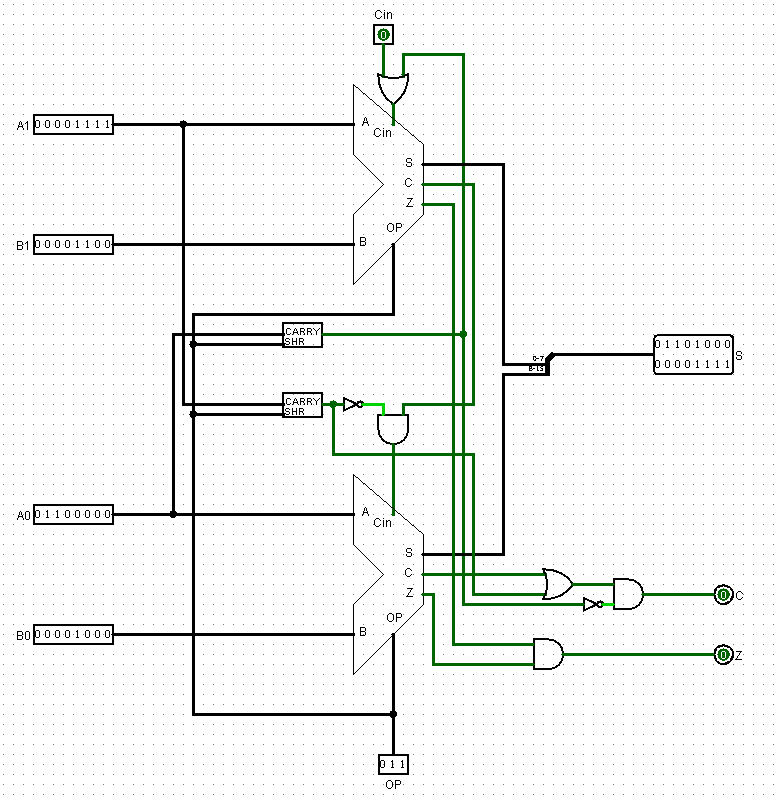 Cin
0
A1 00001111
A
Cin
S
C
Z
OP
B1 00001100
B
CARRY
SHR
0-7
8-15
01101000
00001111
S
CARRY
SHR
A0 01100000
A
Cin
S
C
Z
0 C
OP
B0 00001000
B
0 Z
011
OP